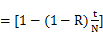 = [1 − (1 − R) t/N]